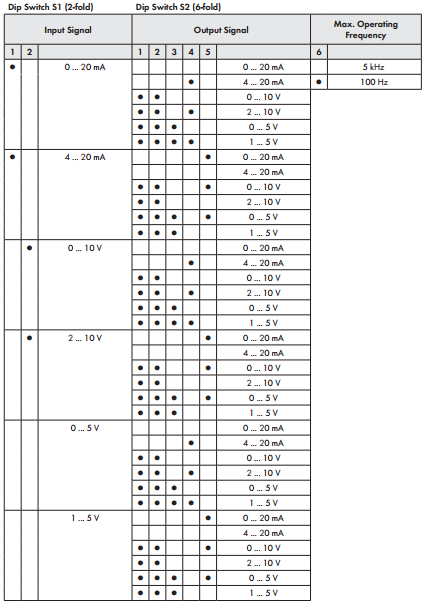 Dip Switch S1 (2-fold) Dip Switch S2 (6-fold)
Input Signal Output Signal Max. Operating Frequency
1 2 1 2 3 4 5 6
● 0 ... 20 mA 0 ... 20 mA 5 kHz
● 4 ... 20 mA ● 100 Hz
● ● 0 ... 10 V
● ● ● 2 ... 10 V
● ● ● 0 ... 5 V
● ● ● ● 1 ... 5 V
● 4 ... 20 mA ● 0 ... 20 mA
4 ... 20 mA
● ● ● 0 ... 10 V
● ● 2 ... 10 V
● ● ● ● 0 ... 5 V
● ● ● 1 ... 5 V
● 0 ... 10 V 0 ... 20 mA
● 4 ... 20 mA
● ● 0 ... 10 V
● ● ● 2 ... 10 V
● ● ● 0 ... 5 V
● ● ● ● 1 ... 5 V
● 2 ... 10 V ● 0 ... 20 mA
4 ... 20 mA
● ● ● 0 ... 10 V
● ● 2 ... 10 V
● ● ● ● 0 ... 5 V
● ● ● 1 ... 5 V
0 ... 5 V 0 ... 20 mA
● 4 ... 20 mA
● ● 0 ... 10 V
● ● ● 2 ... 10 V
● ● ● 0 ... 5 V
● ● ● ● 1 ... 5 V
1 ... 5 V ● 0 ... 20 mA
4 ... 20 mA
● ● ● 0 ... 10 V
● ● 2 ... 10 V
● ● ● ● 0 ... 5 V
● ● ● 1 ... 5 V